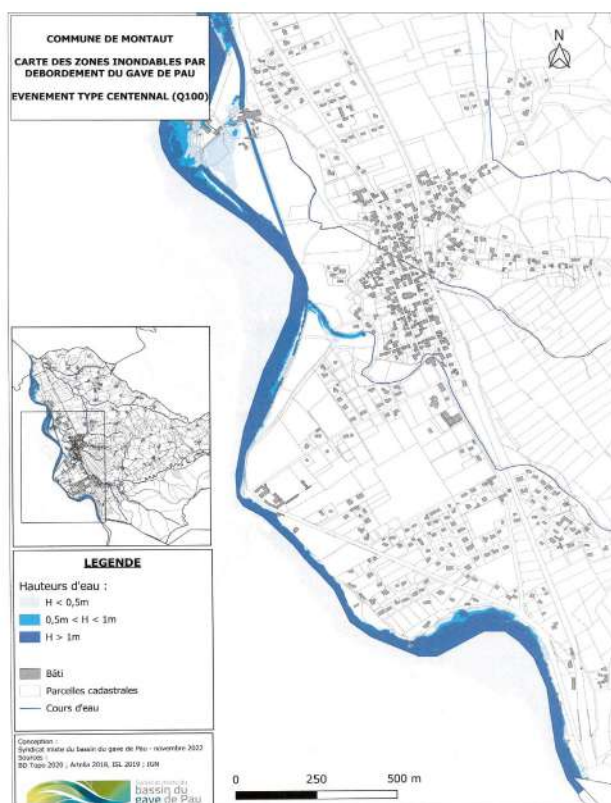 COMMUNE DE MONTAUT
CARTE DES ZONES INONDABLES PAR
DEBORDEMENT DU GAVE DE PAU
EVENEMENT TYPE CENTENNAL (Q100)
N
LEGENDE
Hauteurs d'eau :
H < 0,5m
0,5m < H < 1m
H > 1m
Bâti
Parcelles cadastrales
Cours d'eau
Conception :
Syndicat mixte du bassin du gave de Pau - novembre 2022
Sources :
BD Topo 2020 ; Artelia 2018, ISL 2019 ; IGN
Syndicat mixte du
bassin du
gave de Pau
0 250 500 m